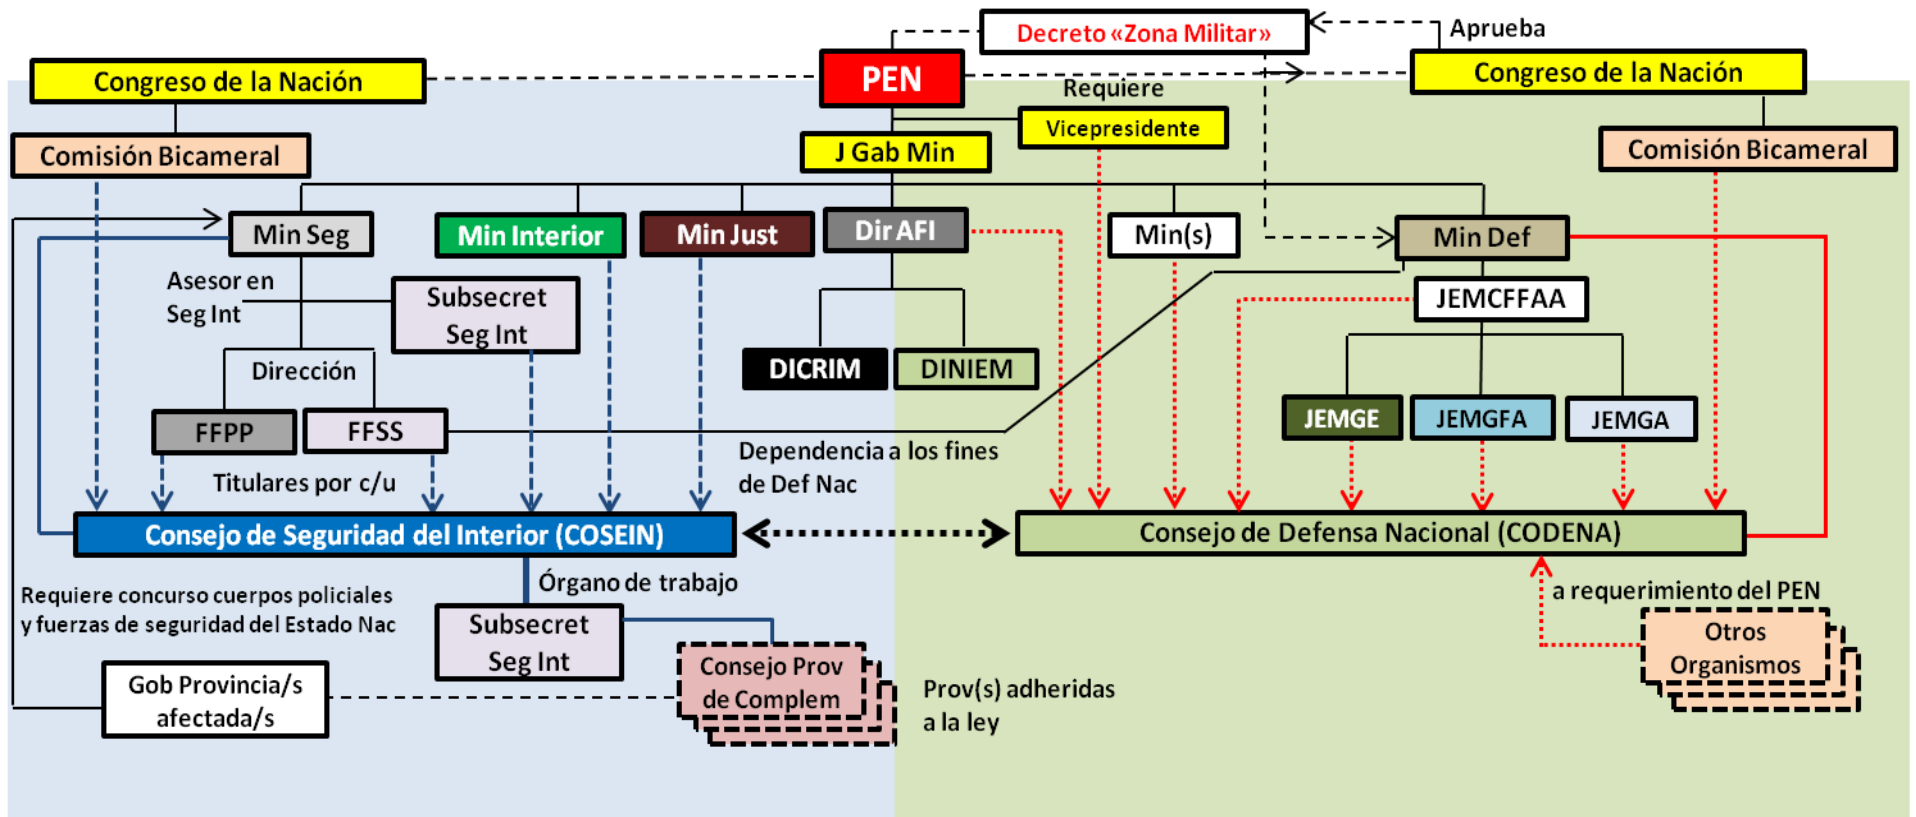 Decreto «Zona Militar»
Aprueba
Congreso de la Nación
PEN
Congreso de la Nación
Requiere
Vicepresidente
Comisión Bicameral
J Gab Min
Comisión Bicameral
Min Seg
Min Interior
Min Just
Dir AFI
Min(s)
Min Def
Asesor en
Seg Int
Subsecret
Seg Int
JEMCFFAA
Dirección
DICRIM
DINIEM
FFPP
FFSS
JEMGE
JEMGFA
JEMGA
Titulares por c/u
Dependencia a los fines
de Def Nac
Consejo de Seguridad del Interior (COSEIN)
Consejo de Defensa Nacional (CODENA)
Órgano de trabajo
Requiere concurso cuerpos policiales
y fuerzas de seguridad del Estado Nac
a requerimiento del PEN
Subsecret
Seg Int
Otros
Organismos
Gob Provincia/s
afectada/s
Consejo Prov
de Complem
Prov(s) adheridas
a la ley